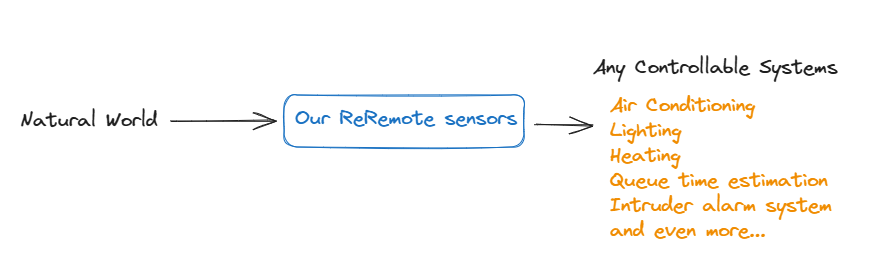 Natural World
Our ReRemote sensors
Any Controllable Systems
Air Conditioning
Lighting
Heating
Queue time estimation
Intruder alarm system
and even more...